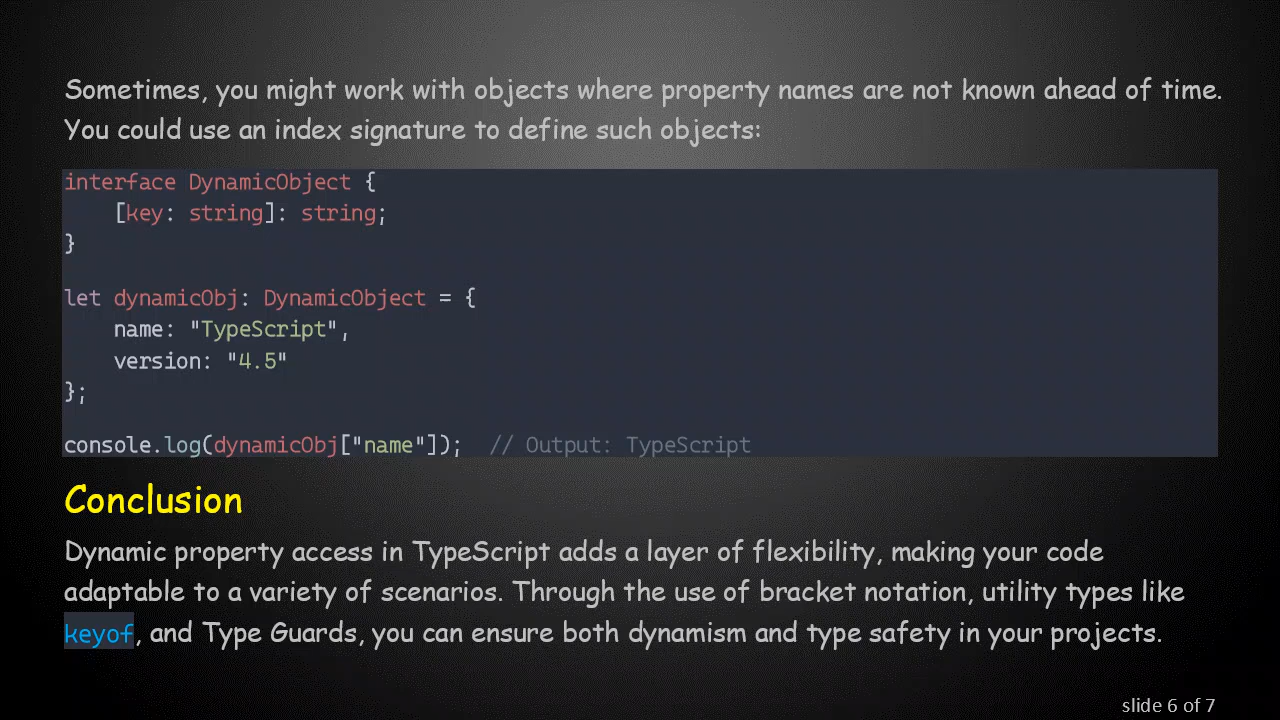 Sometimes, you might work with objects where property names are not known ahead of time.
You could use an index signature to define such objects:
interface DynamicObject {
    [key: string]: string;
}
let dynamicObj: DynamicObject = {
    name: "TypeScript",
    version: "4.5"
};
console.log(dynamicObj["name"]);  // Output: TypeScript
Conclusion
Dynamic property access in TypeScript adds a layer of flexibility, making your code
adaptable to a variety of scenarios. Through the use of bracket notation, utility types like
keyof, and Type Guards, you can ensure both dynamism and type safety in your projects.
slide 6 of 7